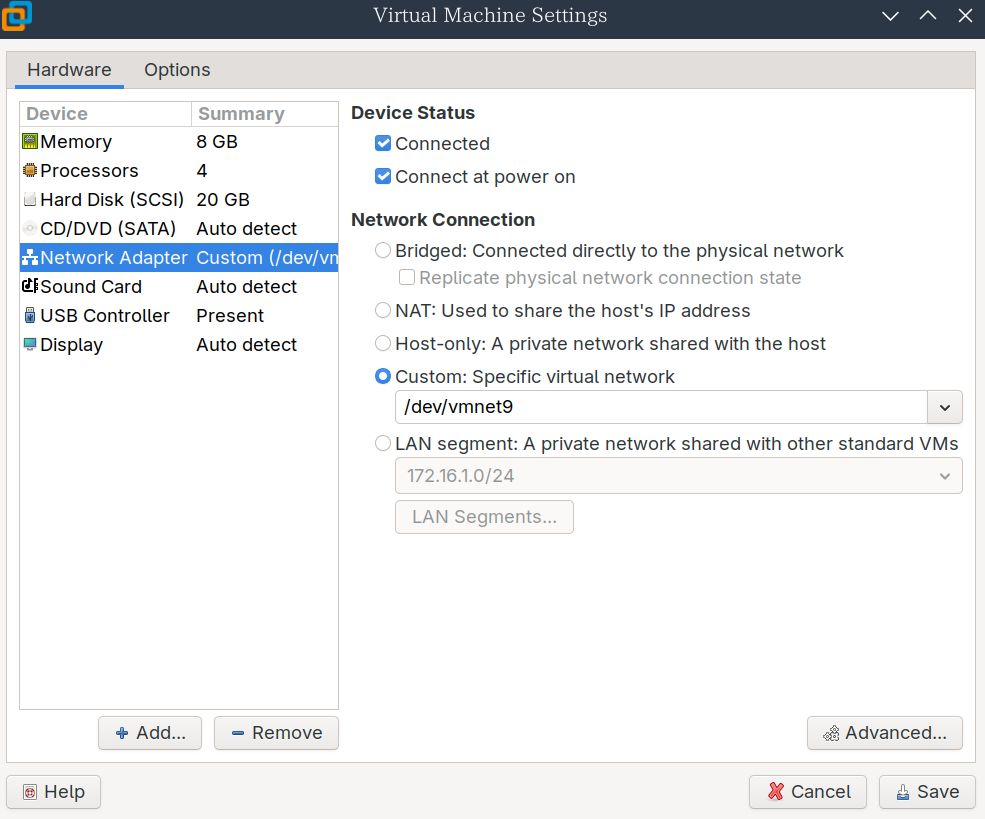 Virtual Machine Settings
Hardware Options
Device Summary
Memory 8 GB
Processors 4
Hard Disk (SCSI) 20 GB
CD/DVD (SATA) Auto detect
Network Adapter Custom (/dev/vm
Sound Card Auto detect
USB Controller Present
Display Auto detect
Add...
Remove
Device Status
Connected
Connect at power on
Network Connection
Bridged: Connected directly to the physical network
Replicate physical network connection state
NAT: Used to share the host's IP address
Host-only: A private network shared with the host
Custom: Specific virtual network
/dev/vmnet9
LAN segment: A private network shared with other standard VMs
172.16.1.0/24
LAN Segments...
Advanced...
Help
Cancel
Save